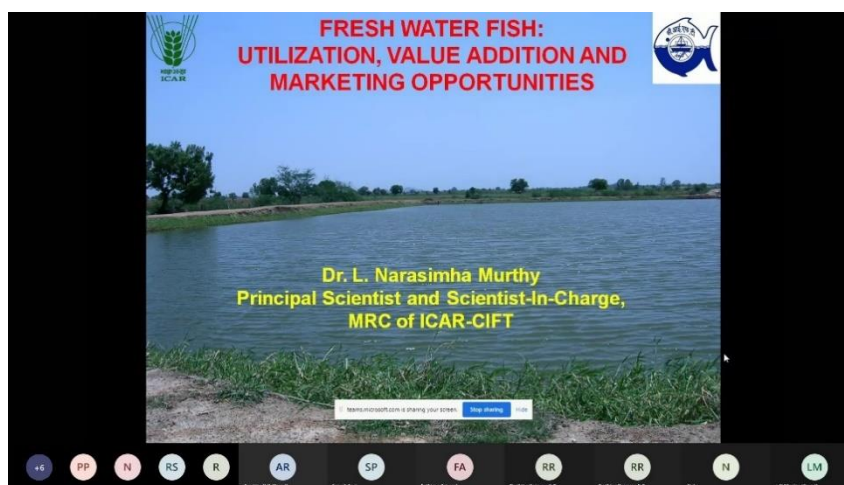 FRESH WATER FISH:
UTILIZATION, VALUE ADDITION AND
MARKETING OPPORTUNITIES
ICAR
Dr. L. Narasimha Murthy
Principal Scientist and Scientist-In-Charge,
MRC of ICAR-CIFT
teams.microsoft.com is sharing your screen. Stop sharing Hide
+6 PP N RS R AR SP FA RR RR N LM